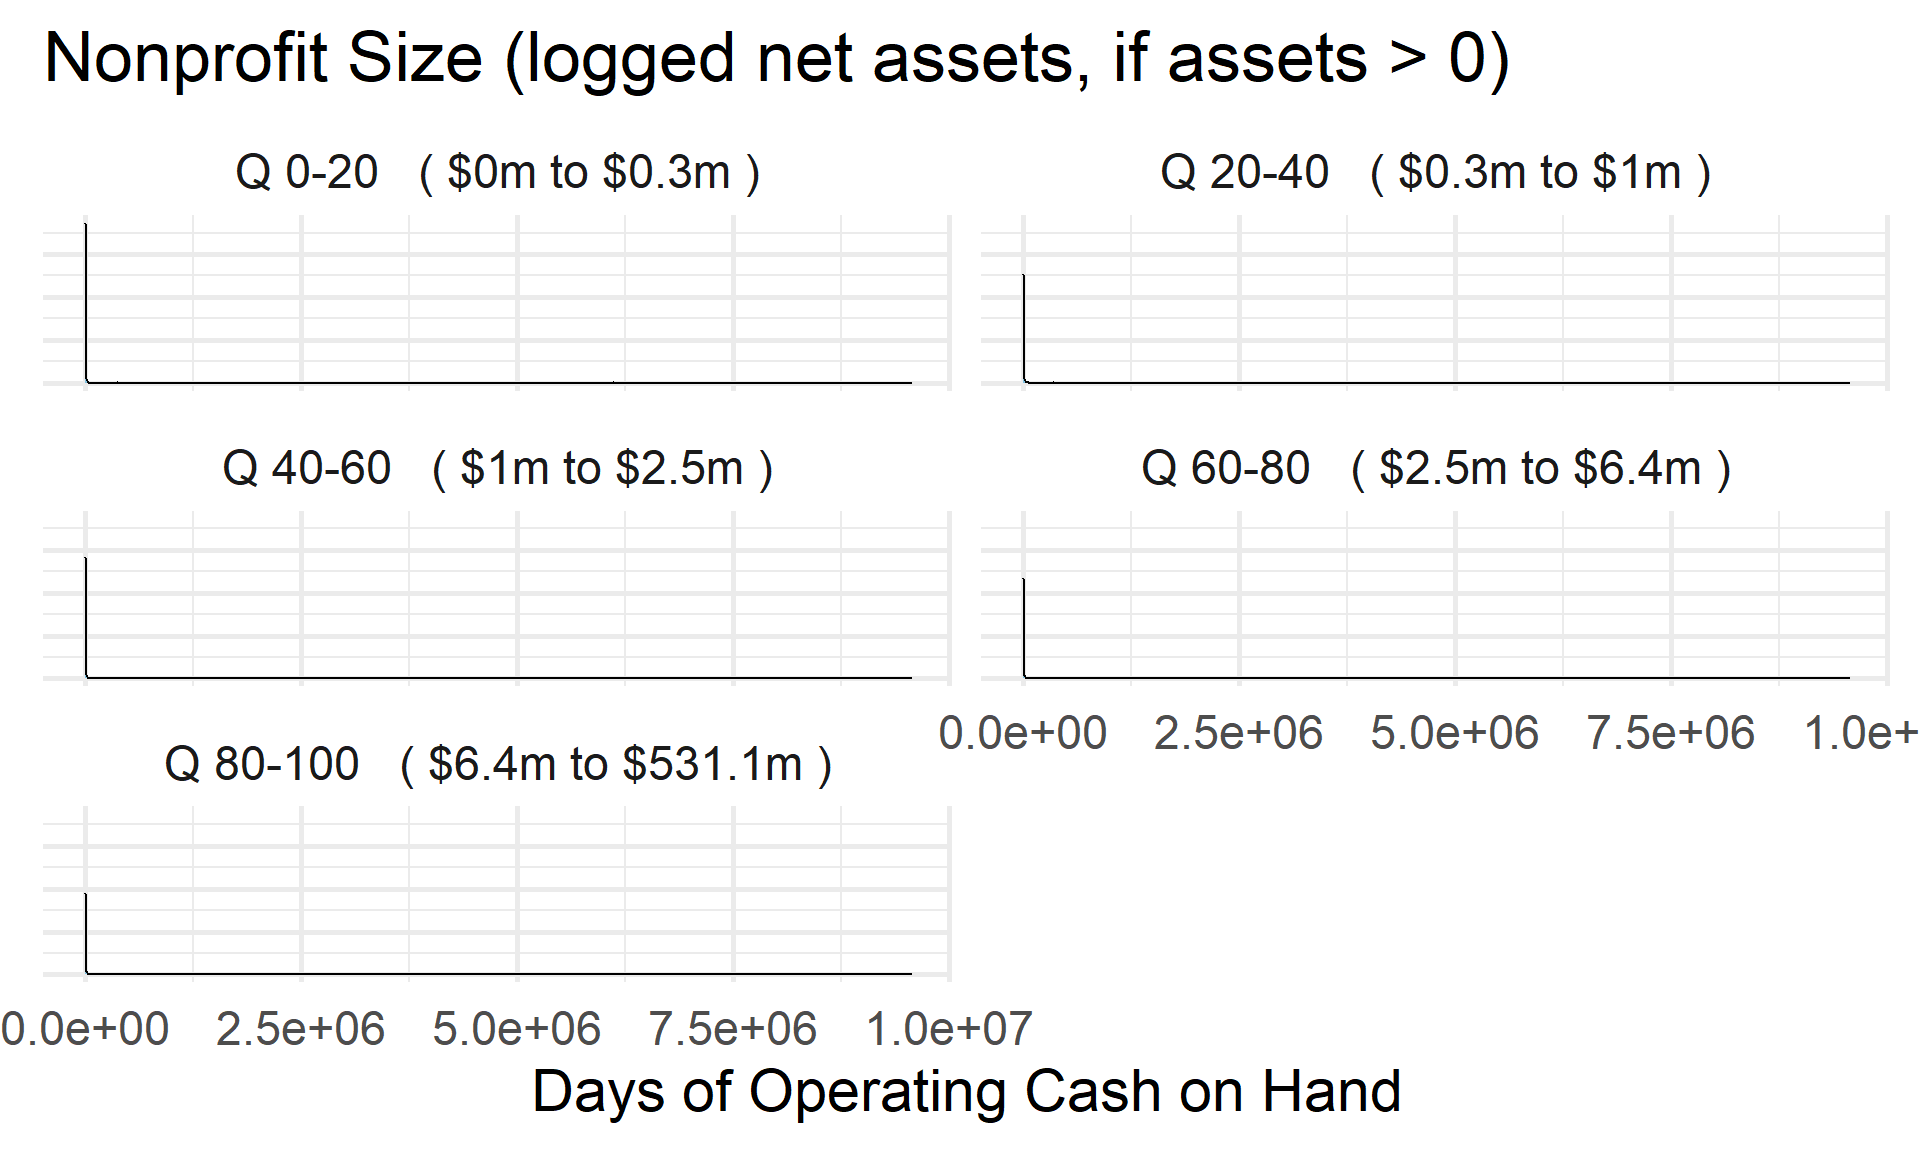 Nonprofit Size (logged net assets, if assets > 0)
Q 0-20 ( $0m to $0.3m )
Q 20-40 ( $0.3m to $1m )
Q 40-60 ( $1m to $2.5m )
Q 60-80 ( $2.5m to $6.4m )
0.0e+00 2.5e+06 5.0e+06 7.5e+06 1.0e+
Q 80-100 ( $6.4m to $531.1m )
0.0e+00 2.5e+06 5.0e+06 7.5e+06 1.0e+07
Days of Operating Cash on Hand